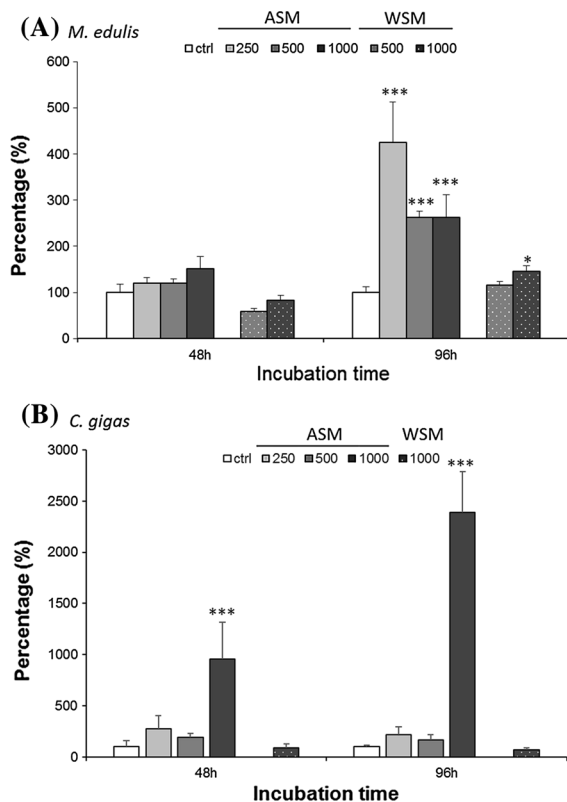 (A) M. edulis
ASM WSM
ctrl 250 500 1000 500 1000
600
500
400
300
200
100
0
Percentage (%)
***
***
***
*
48h 96h
Incubation time
(B) C. gigas
ASM WSM
ctrl 250 500 1000 1000
3000
2500
2000
1500
1000
500
0
Percentage (%)
***
***
48h 96h
Incubation time